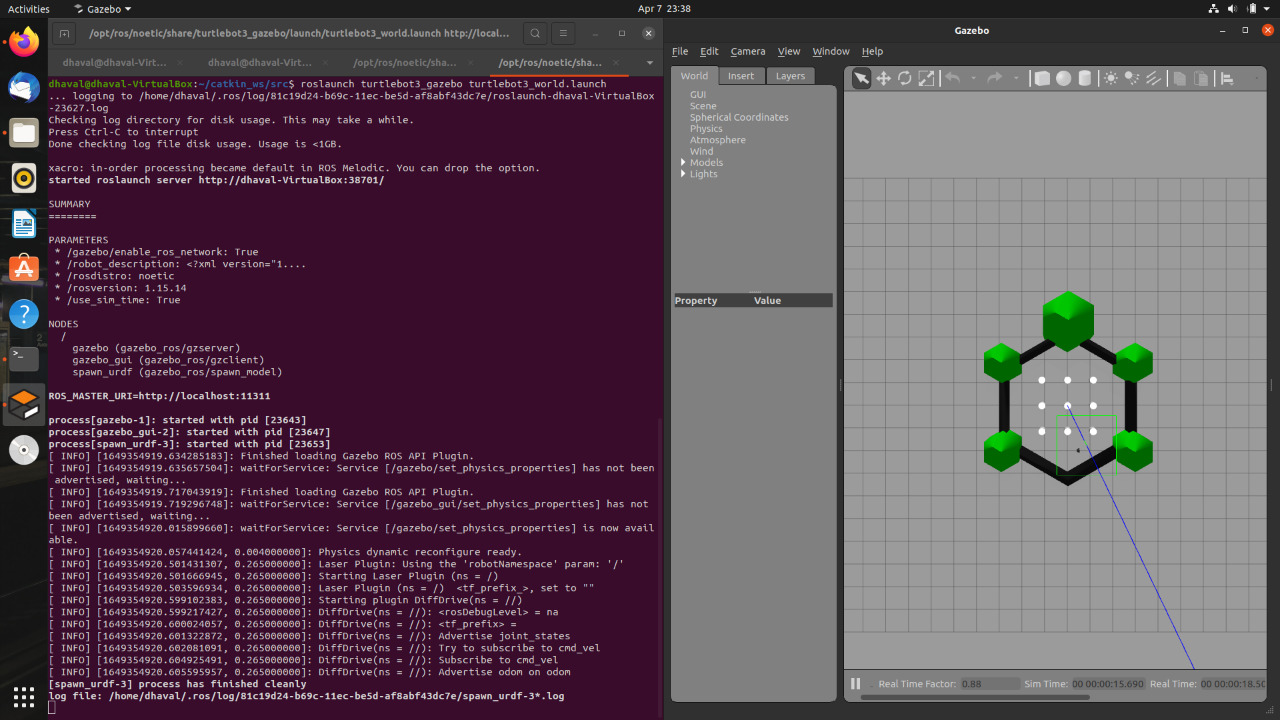 Activities
Gazebo
Apr 7 23:38
/opt/ros/noetic/share/turtlebot3_gazebo/launch/turtlebot3_world.launch http://local...
dhaval@dhaval-Virt...
dhaval@dhaval-Virt...
/opt/ros/noetic/sha...
/opt/ros/noetic/sha...
dhaval@dhaval-VirtualBox:~/catkin_ws/src$ roslaunch turtlebot3_gazebo turtlebot3_world.launch
... logging to /home/dhaval/.ros/log/81c19d24-b69c-11ec-be5d-af8abf43dc7e/roslaunch-dhaval-VirtualBox
-23627.log
Checking log directory for disk usage. This may take a while.
Press Ctrl-C to interrupt
Done checking log file disk usage. Usage is <1GB.
xacro: in-order processing became default in ROS Melodic. You can drop the option.
started roslaunch server http://dhaval-VirtualBox:38701/
SUMMARY
========
PARAMETERS
* /gazebo/enable_ros_network: True
* /robot_description: <?xml version="1....
* /rosdistro: noetic
* /rosversion: 1.15.14
* /use_sim_time: True
NODES
/
gazebo (gazebo_ros/gzserver)
gazebo_gui (gazebo_ros/gzclient)
spawn_urdf (gazebo_ros/spawn_model)
ROS_MASTER_URI=http://localhost:11311
process[gazebo-1]: started with pid [23643]
process[gazebo_gui-2]: started with pid [23647]
process[spawn_urdf-3]: started with pid [23653]
[ INFO] [1649354919.634285183]: Finished loading Gazebo ROS API Plugin.
[ INFO] [1649354919.635657504]: waitForService: Service [/gazebo/set_physics_properties] has not been
advertised, waiting...
[ INFO] [1649354919.717043919]: Finished loading Gazebo ROS API Plugin.
[ INFO] [1649354919.719296748]: waitForService: Service [/gazebo_gui/set_physics_properties] has not
been advertised, waiting...
[ INFO] [1649354920.015899660]: waitForService: Service [/gazebo/set_physics_properties] is now avail
able.
[ INFO] [1649354920.057441424, 0.004000000]: Physics dynamic reconfigure ready.
[ INFO] [1649354920.501431307, 0.265000000]: Laser Plugin: Using the 'robotNamespace' param: '/'
[ INFO] [1649354920.501666945, 0.265000000]: Starting Laser Plugin (ns = /)
[ INFO] [1649354920.503596934, 0.265000000]: Laser Plugin (ns = /)  <tf_prefix_>, set to ""
[ INFO] [1649354920.599102383, 0.265000000]: Starting plugin DiffDrive(ns = //)
[ INFO] [1649354920.599217427, 0.265000000]: DiffDrive(ns = //): <rosDebugLevel> = na
[ INFO] [1649354920.600024057, 0.265000000]: DiffDrive(ns = //): <tf_prefix> =
[ INFO] [1649354920.601322872, 0.265000000]: DiffDrive(ns = //): Advertise joint_states
[ INFO] [1649354920.602081091, 0.265000000]: DiffDrive(ns = //): Try to subscribe to cmd_vel
[ INFO] [1649354920.604925491, 0.265000000]: DiffDrive(ns = //): Subscribe to cmd_vel
[ INFO] [1649354920.605595957, 0.265000000]: DiffDrive(ns = //): Advertise odom on odom
[spawn_urdf-3] process has finished cleanly
log file: /home/dhaval/.ros/log/81c19d24-b69c-11ec-be5d-af8abf43dc7e/spawn_urdf-3*.log
Gazebo
File Edit Camera View Window Help
World Insert Layers
GUI
Scene
Spherical Coordinates
Physics
Atmosphere
Wind
Models
Lights
Property Value
Real Time Factor: 0.88 Sim Time: 00 00:00:15.690 Real Time: 00 00:00:18.50